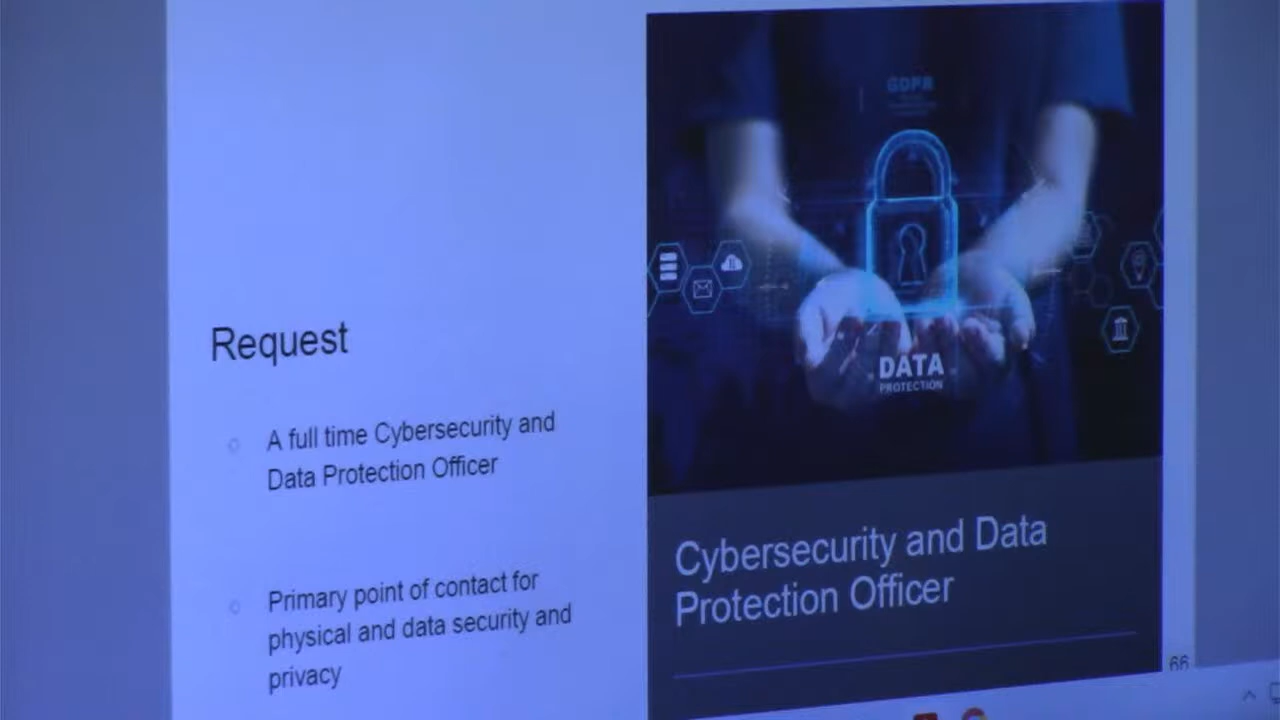 Request
A full time Cybersecurity and
Data Protection Officer
Primary point of contact for
physical and data security and
privacy
GDPR
DATA
PROTECTION
Cybersecurity and Data
Protection Officer
66